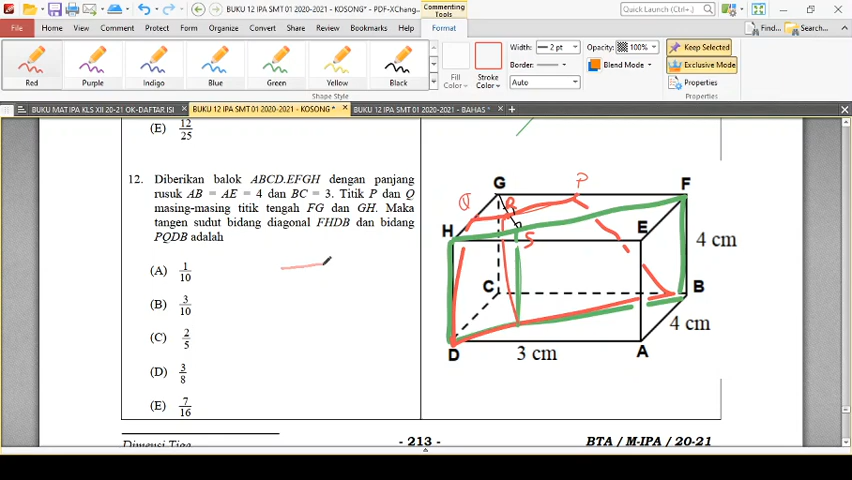 BUKU 12 IPA SMT 01 2020-2021 - KOSONG* - PDF-XChang
Commenting Tools
Quick Launch (Ctrl+.)
File
Home
View
Comment
Protect
Form
Organize
Convert
Share
Review
Bookmarks
Help
Format
Find...
Search...
Red
Purple
Indigo
Blue
Green
Yellow
Black
Shape Style
Fill Color
Stroke Color
Width: 2 pt
Border:
Auto
Opacity: 100%
Blend Mode
Keep Selected
Exclusive Mode
Properties
Properties
BUKU MAT IPA KLS XII 20-21 OK-DAFTAR ISI
BUKU 12 IPA SMT 01 2020-2021 - KOSONG *
BUKU 12 IPA SMT 01 2020-2021 - BAHAS *
(E) 12/25
12. Diberikan balok ABCD.EFGH dengan panjang
rusuk AB = AE = 4 dan BC = 3. Titik P dan Q
masing-masing titik tengah FG dan GH. Maka
tangen sudut bidang diagonal FHDB dan bidang
PQDB adalah
(A) 1/10
(B) 3/10
(C) 2/5
(D) 3/8
(E) 7/16
G
P
F
Q
R
H
S
E
4 cm
C
B
4 cm
D
3 cm
A
Dimensi Tiga
- 213 -
BTA / M-IPA / 20-21